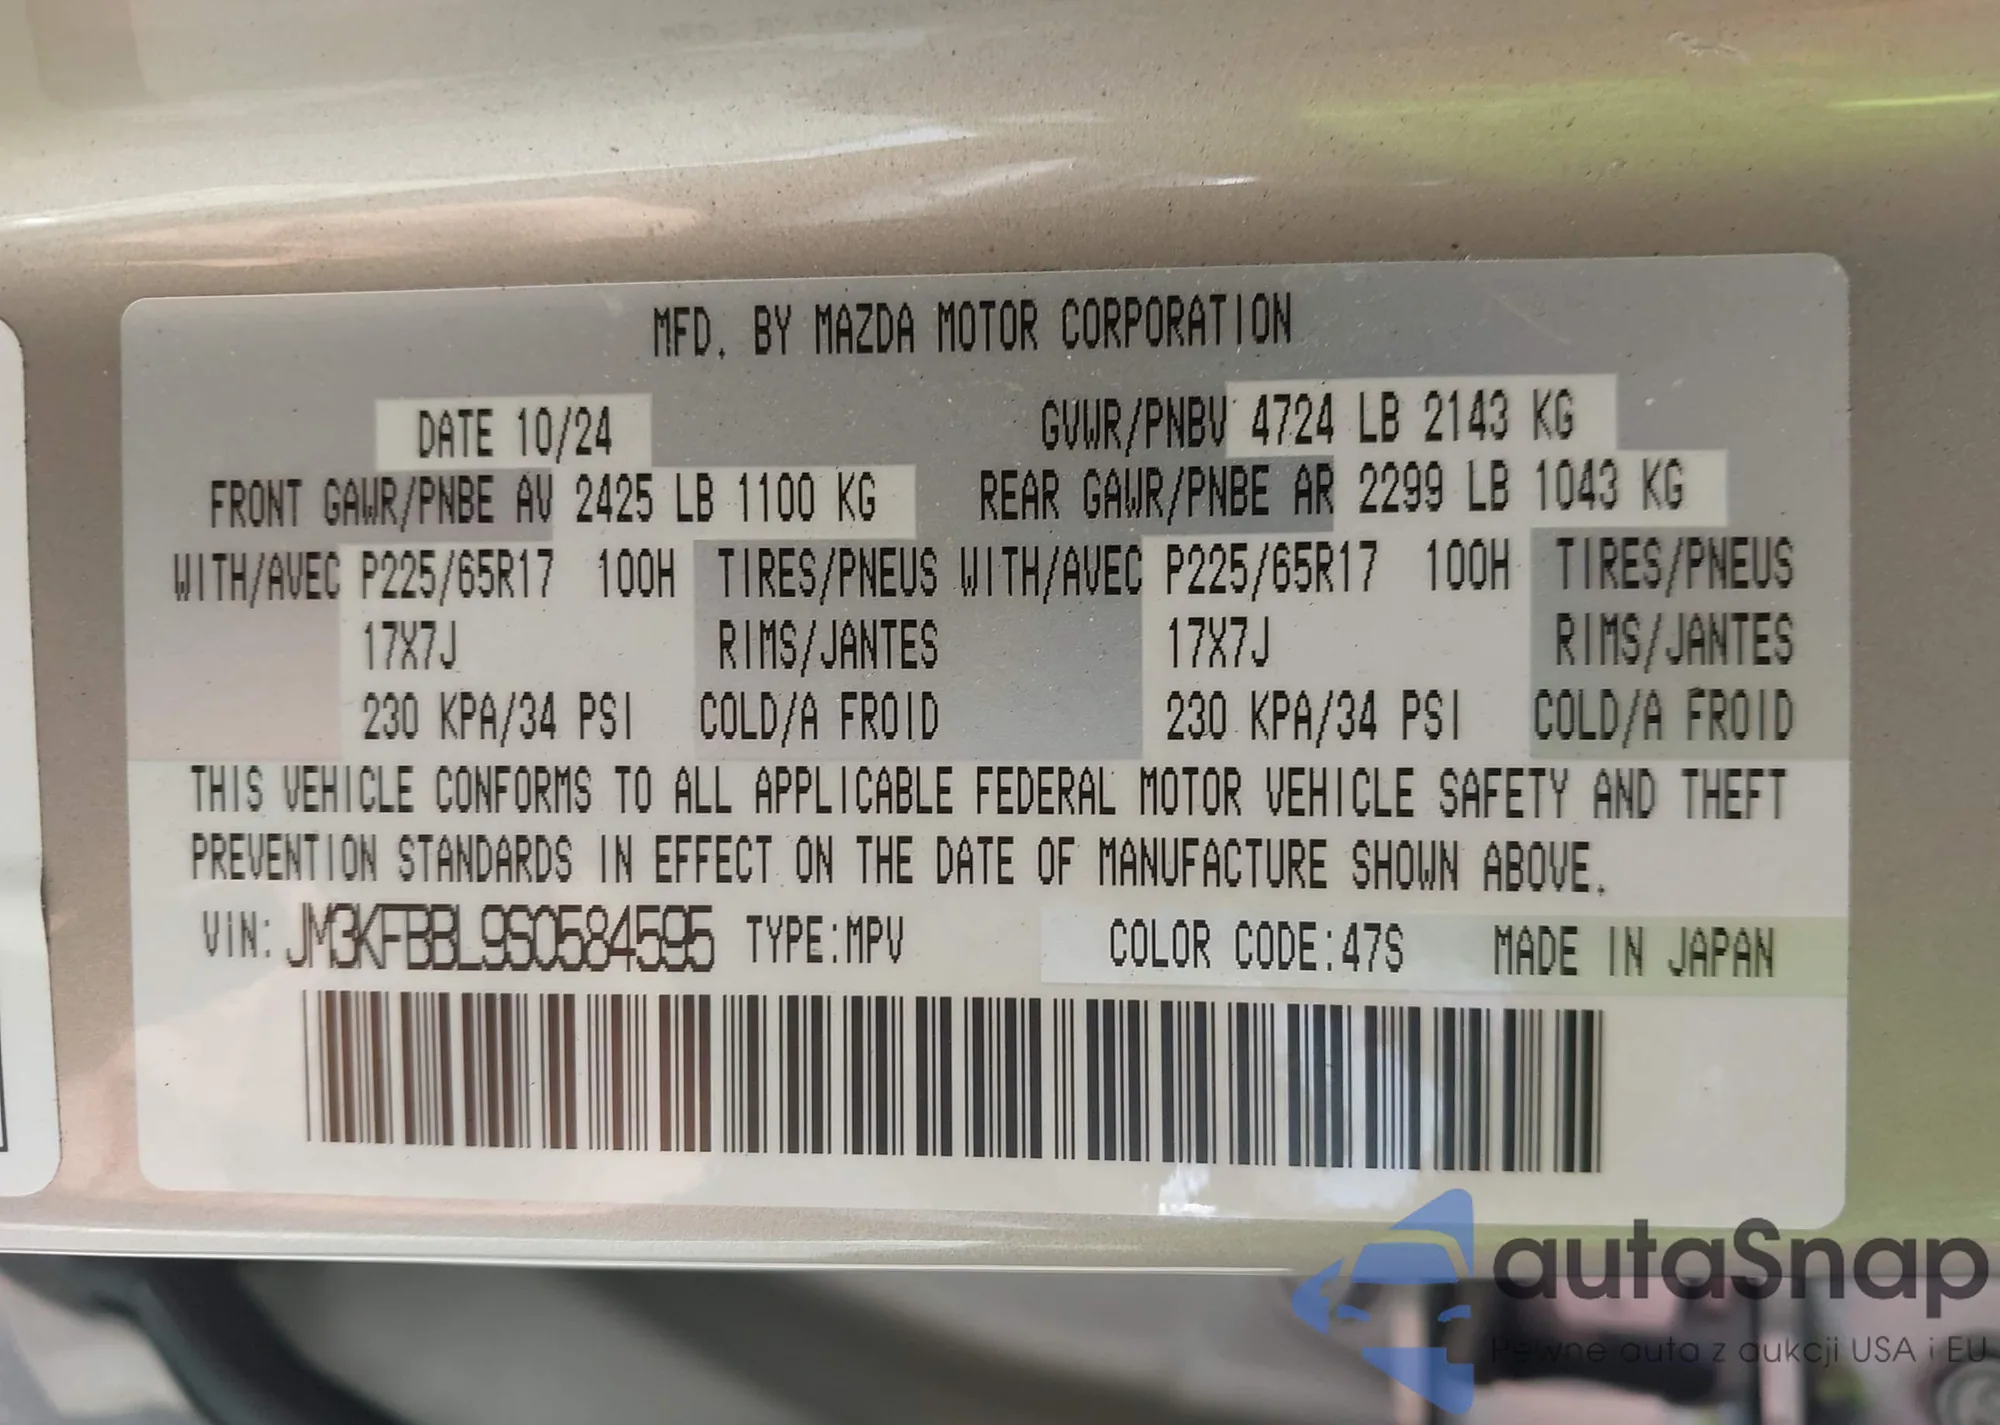 MFD. BY MAZDA MOTOR CORPORATION
DATE 10/24 GVWR/PNBV 4724 LB 2143 KG
FRONT GAWR/PNBE AV 2425 LB 1100 KG REAR GAWR/PNBE AR 2299 LB 1043 KG
WITH/AVEC P225/65R17 100H TIRES/PNEUS WITH/AVEC P225/65R17 100H TIRES/PNEUS
17X7J RIMS/JANTES 17X7J RIMS/JANTES
230 KPA/34 PSI COLD/A FROID 230 KPA/34 PSI COLD/A FROID
THIS VEHICLE CONFORMS TO ALL APPLICABLE FEDERAL MOTOR VEHICLE SAFETY AND THEFT
PREVENTION STANDARDS IN EFFECT ON THE DATE OF MANUFACTURE SHOWN ABOVE.
VIN: JM3KFBBL9S0584595 TYPE:MPV COLOR CODE:47S MADE IN JAPAN
autaSnap
Pewne auta z aukcji USA i EU